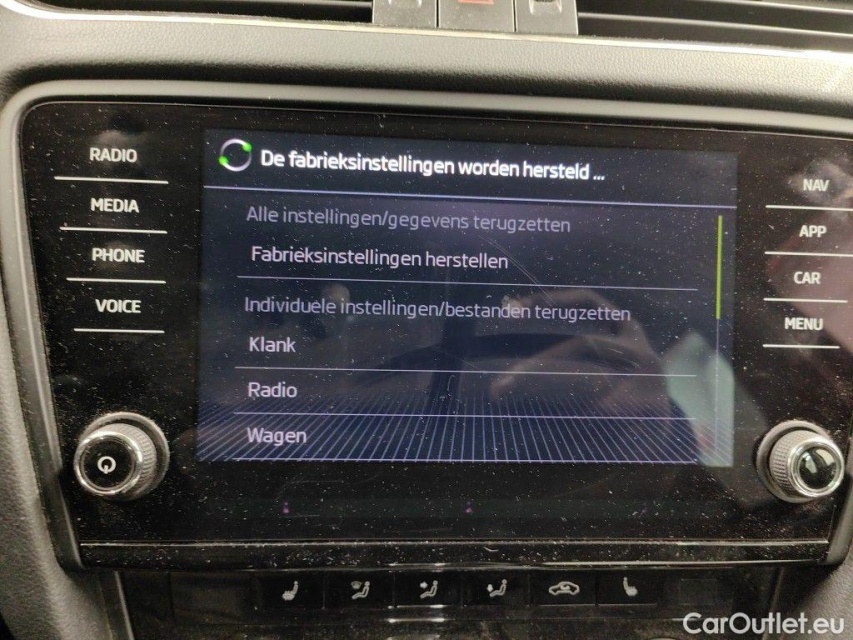 RADIO
MEDIA
PHONE
VOICE
De fabrieksinstellingen worden hersteld ...
Alle instellingen/gegevens terugzetten
Fabrieksinstellingen herstellen
Individuele instellingen/bestanden terugzetten
Klank
Radio
Wagen
NAV
APP
CAR
MENU
CarOutlet.eu